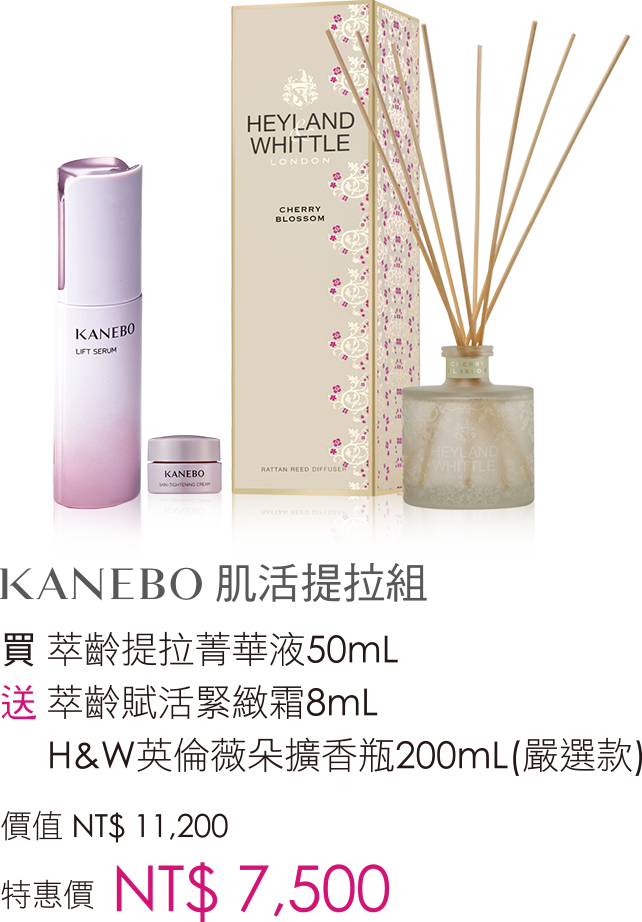 HEYLAND
&
WHITTLE
LONDON
CHERRY
BLOSSOM
KANEBO
LIFT SERUM
CHERRY
BLOSSOM
HEYLAND
WHITTLE
KANEBO
SKIN-TIGHTENING CREAM
RATTAN REED DIFFUSER
KANEBO 肌活提拉組
買 萃齡提拉菁華液50mL
送 萃齡賦活緊緻霜8mL
H&W英倫薇朵擴香瓶200mL(嚴選款)
價值 NT$ 11,200
特惠價 NT$ 7,500